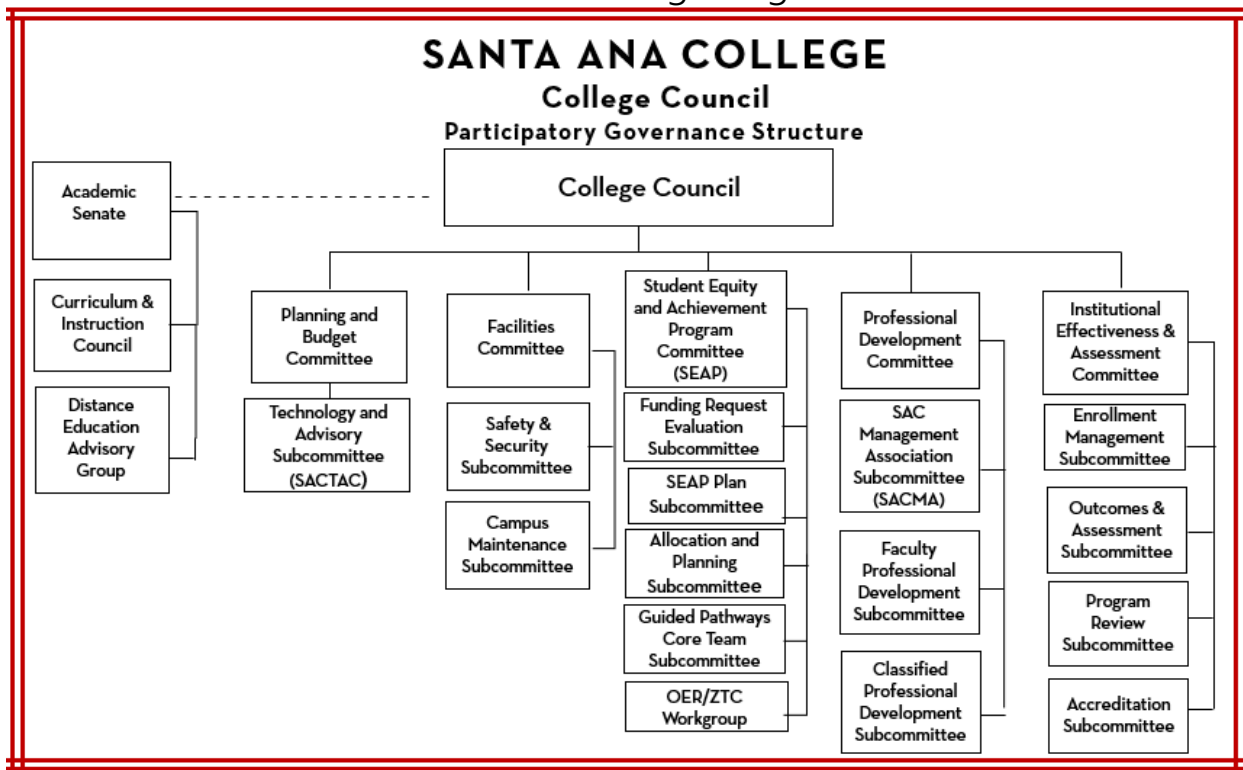 SANTA ANA COLLEGE
College Council
Participatory Governance Structure
College Council
Academic
Senate
Curriculum &
Instruction
Council
Distance
Education
Advisory
Group
Planning and
Budget
Committee
Technology and
Advisory
Subcommittee
(SACTAC)
Facilities
Committee
Safety &
Security
Subcommittee
Campus
Maintenance
Subcommittee
Student Equity
and Achievement
Program
Committee
(SEAP)
Funding Request
Evaluation
Subcommittee
SEAP Plan
Subcommittee
Allocation and
Planning
Subcommittee
Guided Pathways
Core Team
Subcommittee
OER/ZTC
Workgroup
Professional
Development
Committee
SAC
Management
Association
Subcommittee
(SACMA)
Faculty
Professional
Development
Subcommittee
Classified
Professional
Development
Subcommittee
Institutional
Effectiveness &
Assessment
Committee
Enrollment
Management
Subcommittee
Outcomes &
Assessment
Subcommittee
Program
Review
Subcommittee
Accreditation
Subcommittee